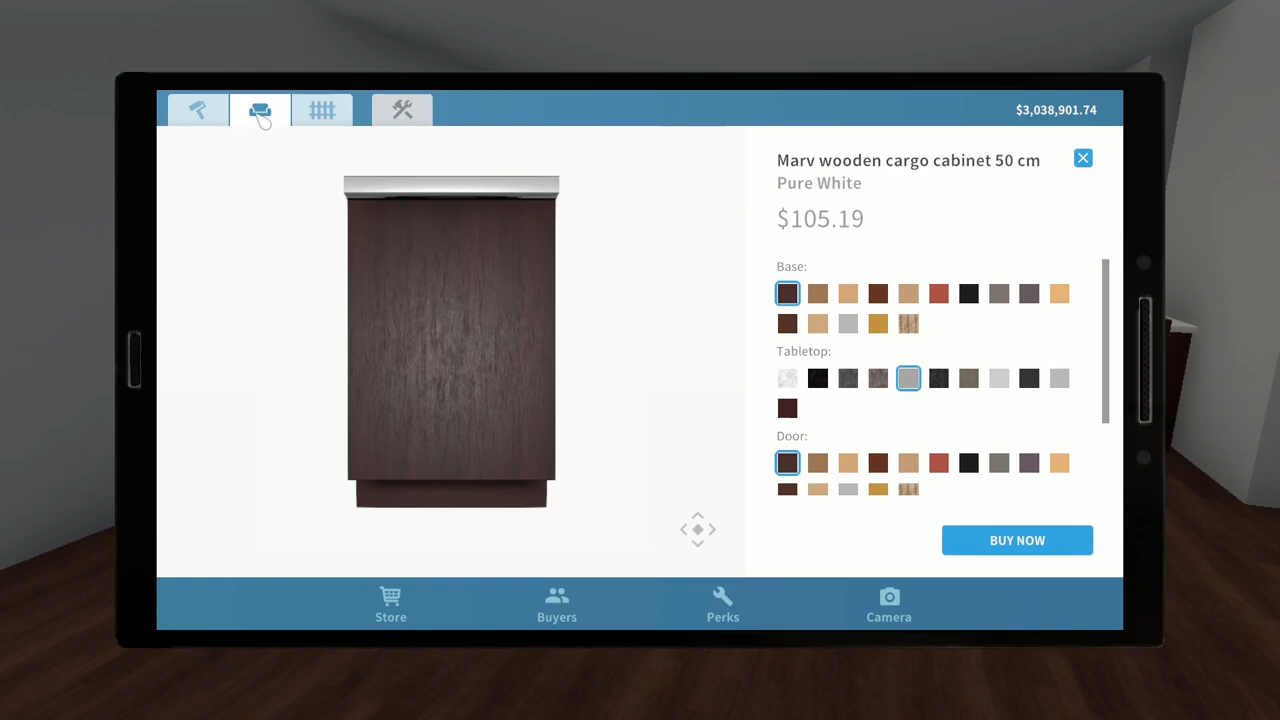 $3,038,901.74
Marv wooden cargo cabinet 50 cm
Pure White
$105.19
Base:
Tabletop:
Door:
BUY NOW
Store
Buyers
Perks
Camera